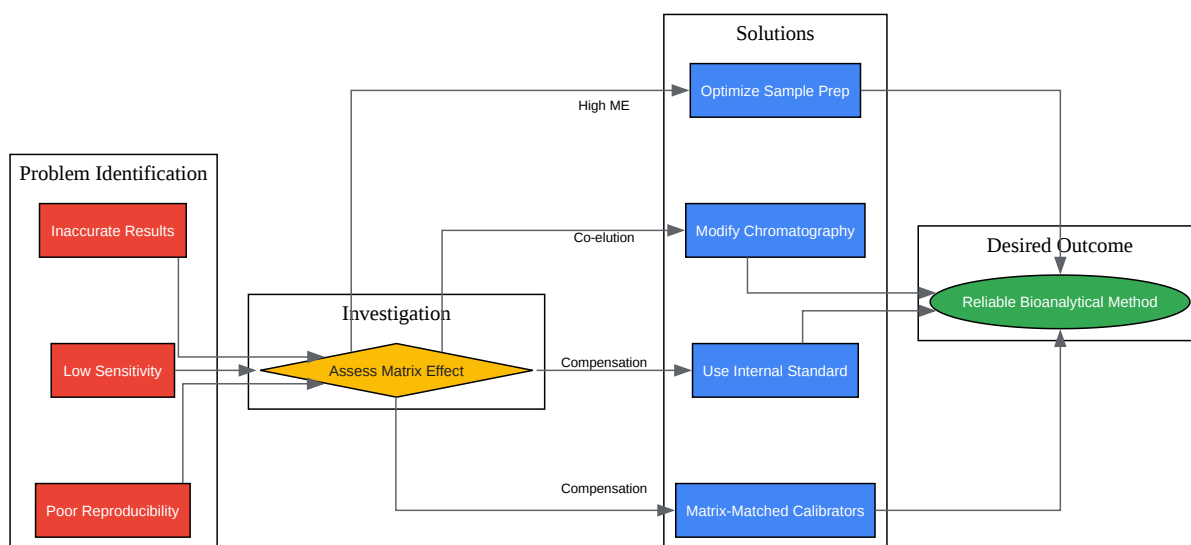 Problem Identification
Inaccurate Results
Low Sensitivity
Poor Reproducibility
Investigation
Assess Matrix Effect
High ME
Co-elution
Compensation
Compensation
Solutions
Optimize Sample Prep
Modify Chromatography
Use Internal Standard
Matrix-Matched Calibrators
Desired Outcome
Reliable Bioanalytical Method